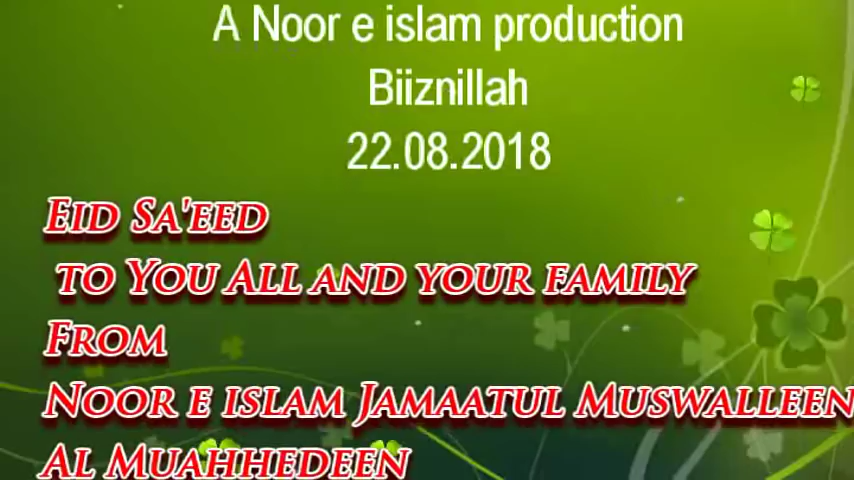 A Noor e islam production
Biiznillah
22.08.2018
Eid Sa'eed
to You All and your family
From
Noor e islam Jamaatul Muswalleen
Al Muahhedeen